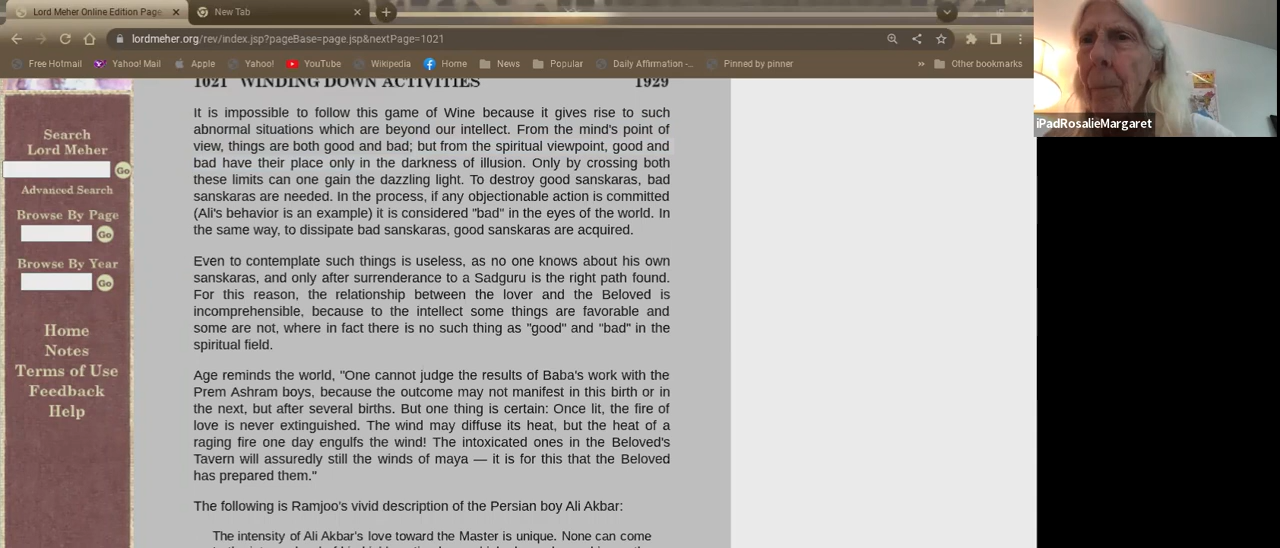 Lord Meher Online Edition Page
New Tab
lordmeher.org/rev/index.jsp?pageBase=page.jsp&nextPage=1021
Free Hotmail
Yahoo! Mail
Apple
Yahoo!
YouTube
Wikipedia
Home
News
Popular
Daily Affirmation -...
Pinned by pinner
»
Other bookmarks
iPadRosalieMargaret
Search
Lord Meher
Go
Advanced Search
Browse By Page
Go
Browse By Year
Go
Home
Notes
Terms of Use
Feedback
Help
1021 WINDING DOWN ACTIVITIES 1929
It is impossible to follow this game of Wine because it gives rise to such
abnormal situations which are beyond our intellect. From the mind's point of
view, things are both good and bad; but from the spiritual viewpoint, good and
bad have their place only in the darkness of illusion. Only by crossing both
these limits can one gain the dazzling light. To destroy good sanskaras, bad
sanskaras are needed. In the process, if any objectionable action is committed
(Ali's behavior is an example) it is considered "bad" in the eyes of the world. In
the same way, to dissipate bad sanskaras, good sanskaras are acquired.
Even to contemplate such things is useless, as no one knows about his own
sanskaras, and only after surrenderance to a Sadguru is the right path found.
For this reason, the relationship between the lover and the Beloved is
incomprehensible, because to the intellect some things are favorable and
some are not, where in fact there is no such thing as "good" and "bad" in the
spiritual field.
Age reminds the world, "One cannot judge the results of Baba's work with the
Prem Ashram boys, because the outcome may not manifest in this birth or in
the next, but after several births. But one thing is certain: Once lit, the fire of
love is never extinguished. The wind may diffuse its heat, but the heat of a
raging fire one day engulfs the wind! The intoxicated ones in the Beloved's
Tavern will assuredly still the winds of maya — it is for this that the Beloved
has prepared them."
The following is Ramjoo's vivid description of the Persian boy Ali Akbar:
The intensity of Ali Akbar's love toward the Master is unique. None can come